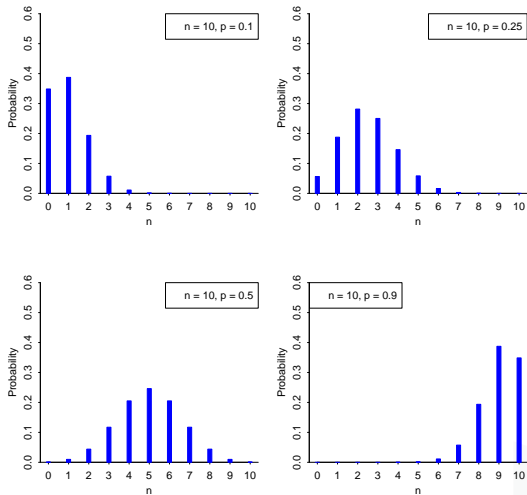 n = 10, p = 0.1
Probability
0.0 0.1 0.2 0.3 0.4 0.5 0.6
0 1 2 3 4 5 6 7 8 9 10
n
n = 10, p = 0.25
Probability
0.0 0.1 0.2 0.3 0.4 0.5 0.6
0 1 2 3 4 5 6 7 8 9 10
n
n = 10, p = 0.5
Probability
0.0 0.1 0.2 0.3 0.4 0.5 0.6
0 1 2 3 4 5 6 7 8 9 10
n
n = 10, p = 0.9
Probability
0.0 0.1 0.2 0.3 0.4 0.5 0.6
0 1 2 3 4 5 6 7 8 9 10
n